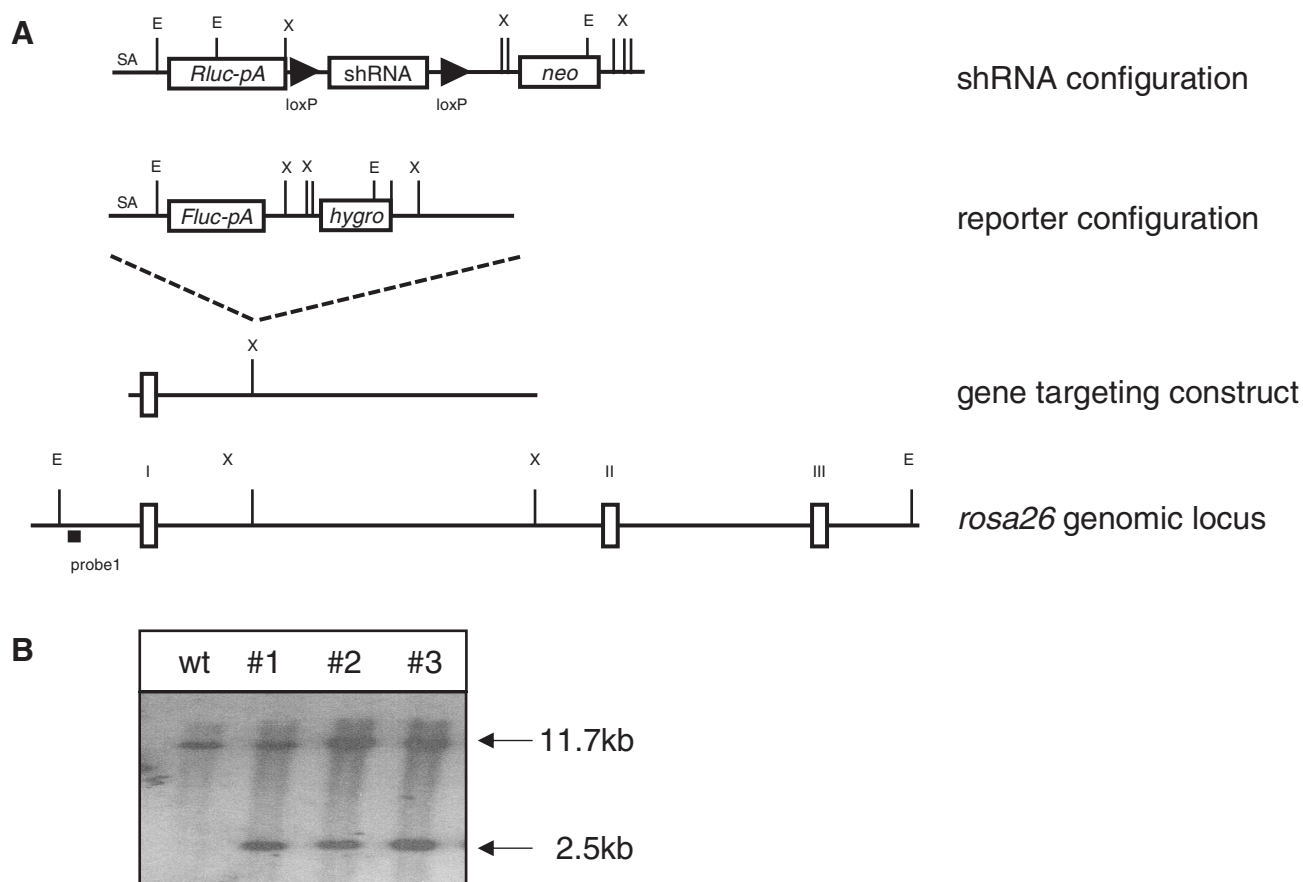 A
E E X X E X
SA Rluc-pA shRNA neo
loxP loxP
shRNA configuration
E X X E X
SA Fluc-pA hygro
reporter configuration
X
gene targeting construct
E I X X II III E
rosa26 genomic locus
probe1
B
wt #1 #2 #3
11.7kb
2.5kb